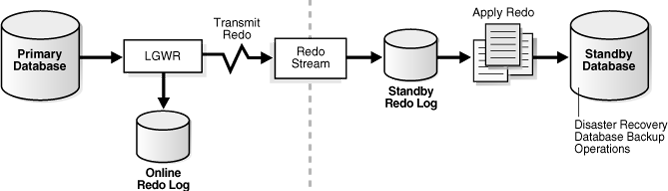 Primary
Database
LGWR
Transmit
Redo
Redo
Stream
Online
Redo Log
Standby
Redo Log
Apply Redo
Standby
Database
Disaster Recovery
Database Backup
Operations